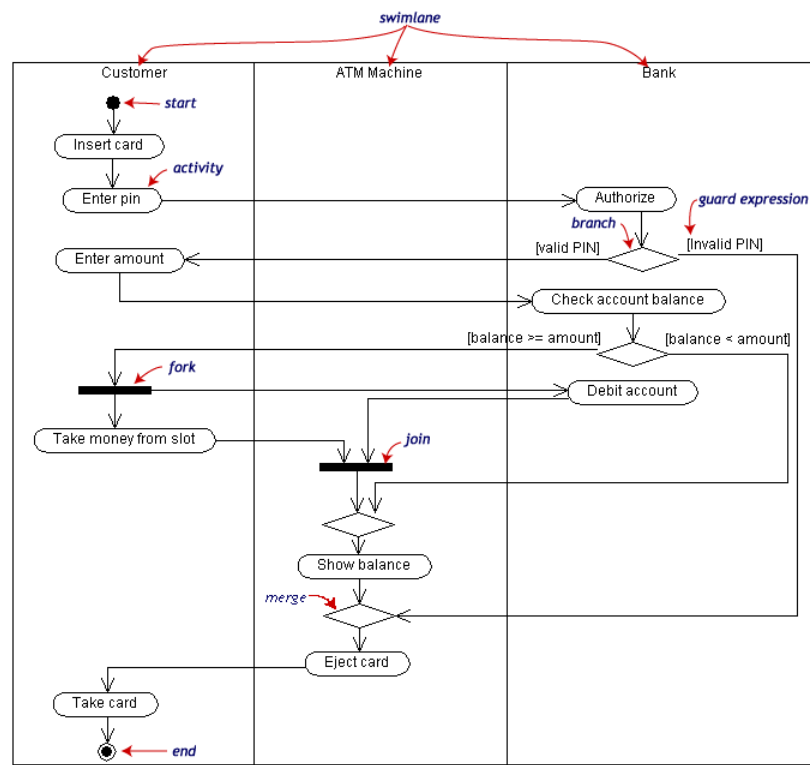 swimlane
Customer
ATM Machine
Bank
start
Insert card
activity
Enter pin
Authorize
guard expression
branch
[valid PIN]
[Invalid PIN]
Enter amount
Check account balance
[balance >= amount]
[balance < amount]
fork
Debit account
Take money from slot
join
Show balance
merge
Eject card
Take card
end